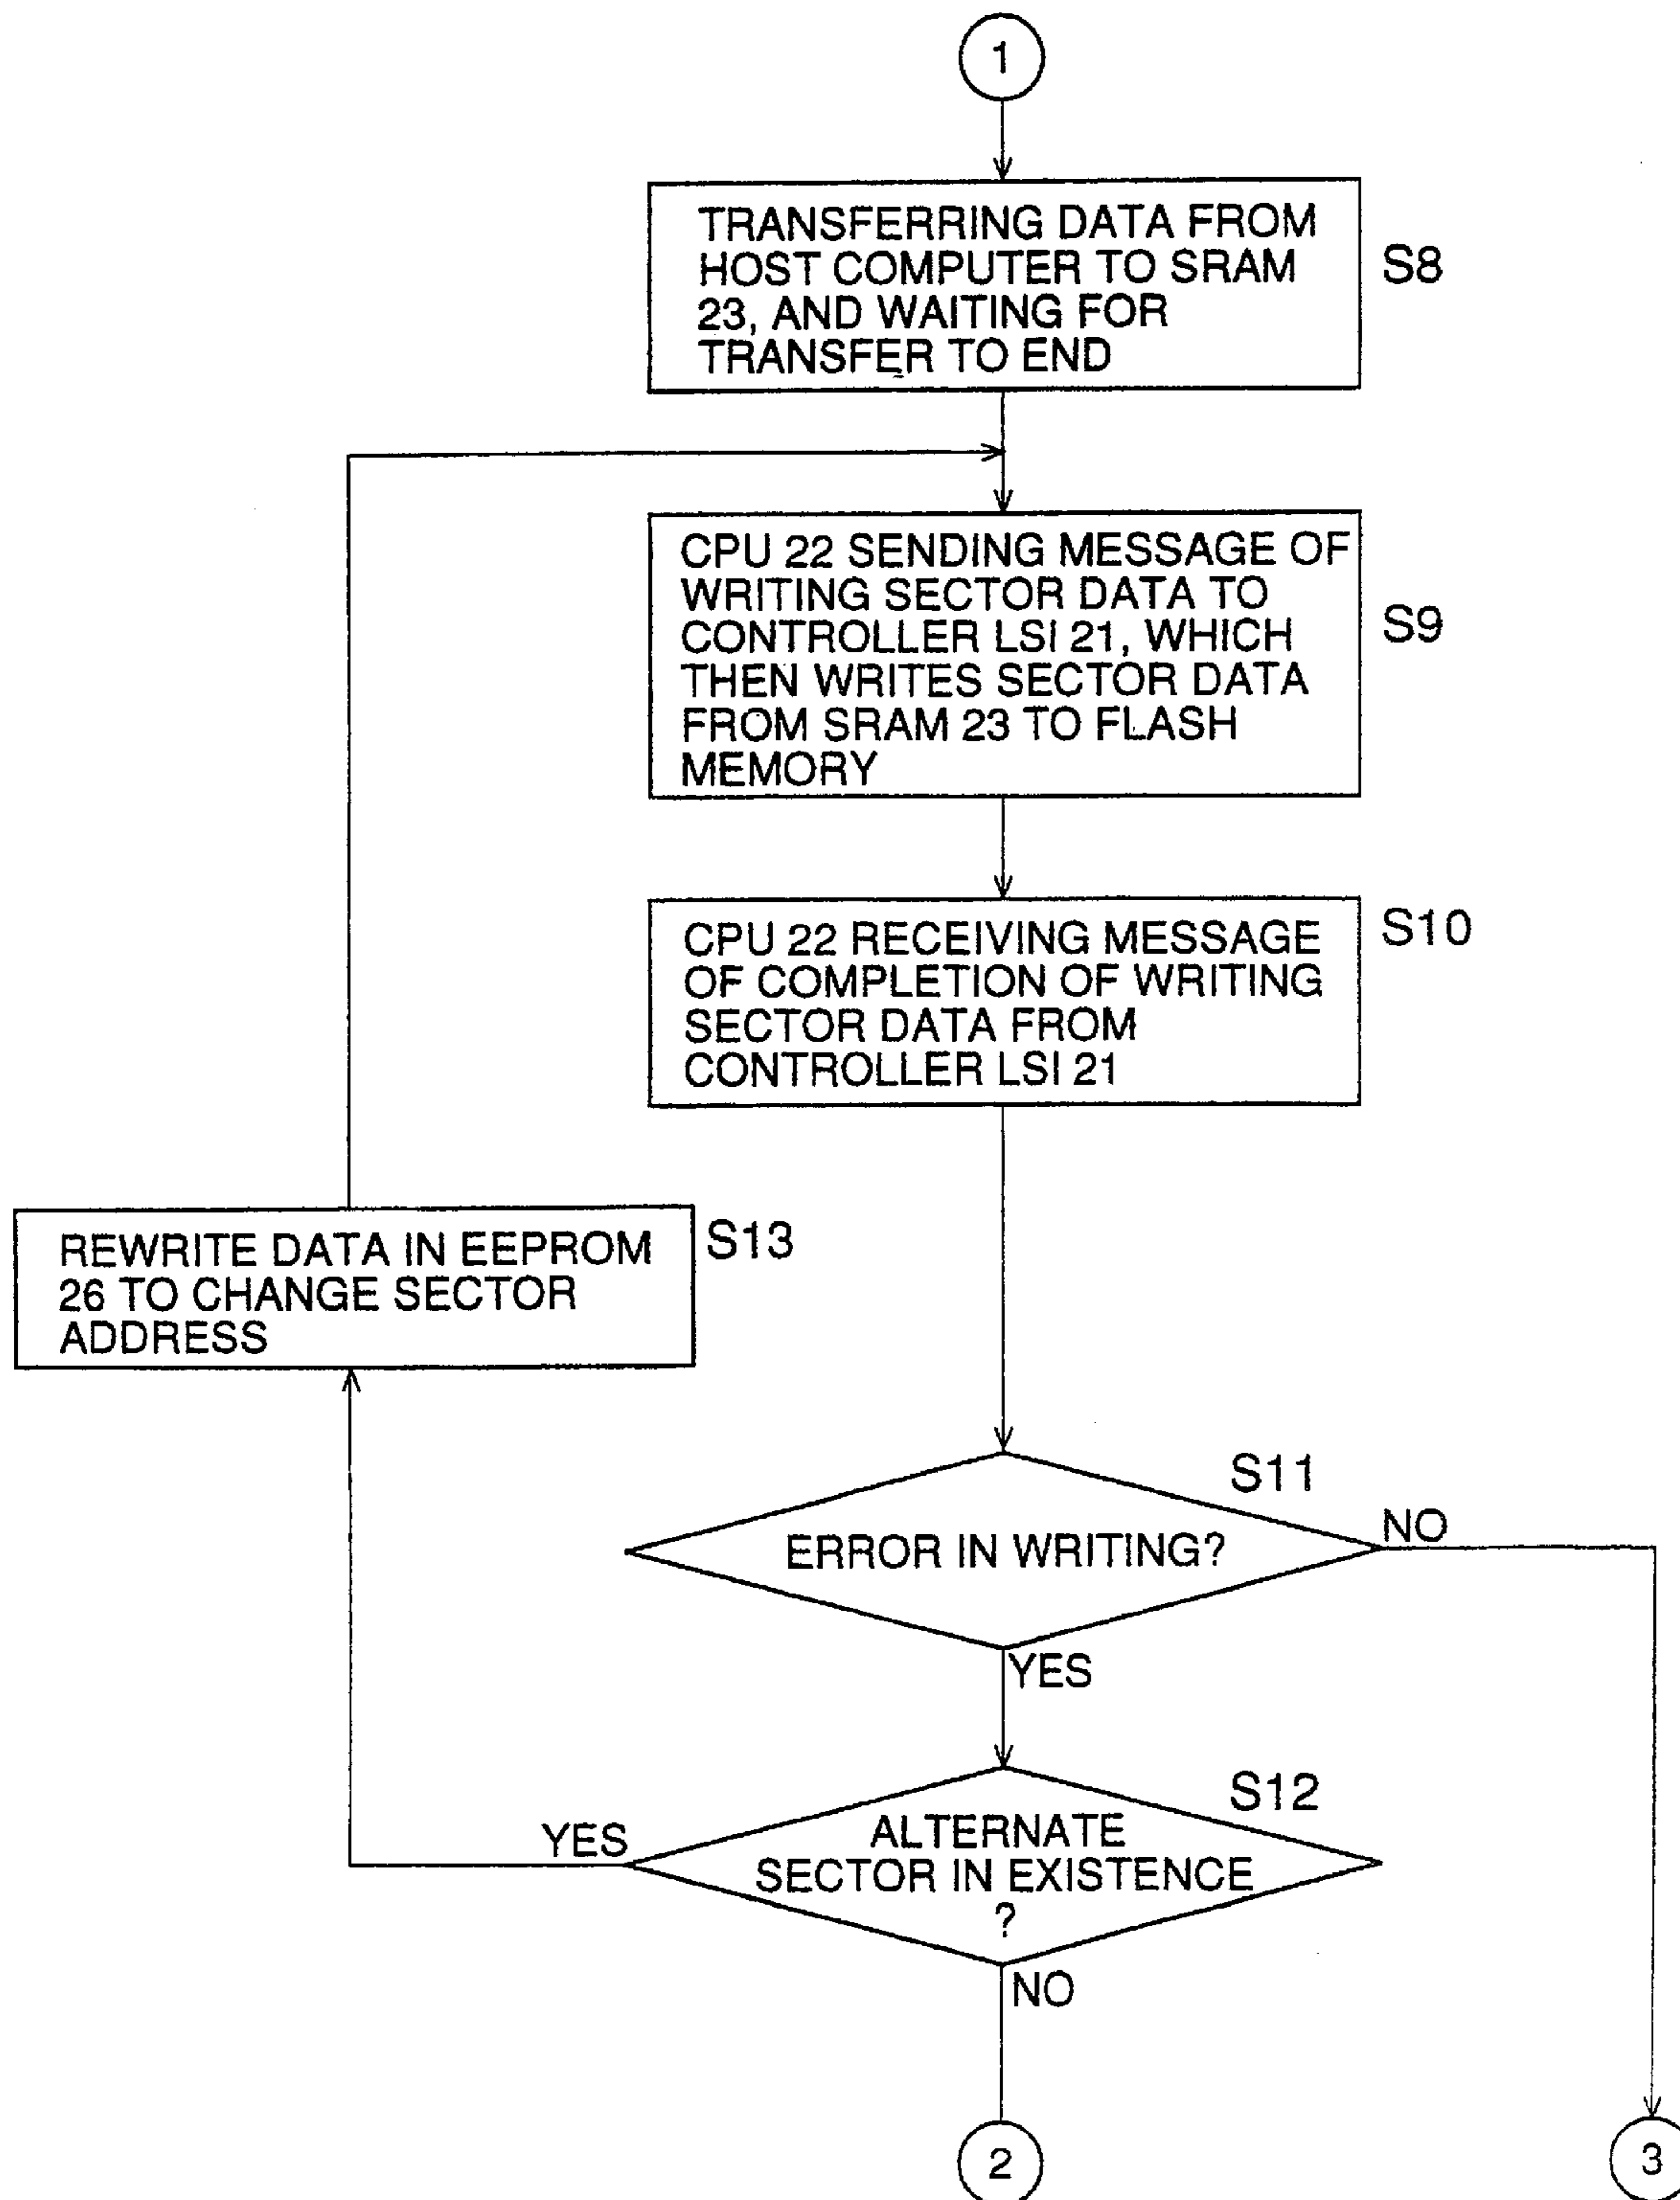 1
TRANSFERRING DATA FROM
HOST COMPUTER TO SRAM
23, AND WAITING FOR
TRANSFER TO END
S8
CPU 22 SENDING MESSAGE OF
WRITING SECTOR DATA TO
CONTROLLER LSI 21, WHICH
THEN WRITES SECTOR DATA
FROM SRAM 23 TO FLASH
MEMORY
S9
CPU 22 RECEIVING MESSAGE
OF COMPLETION OF WRITING
SECTOR DATA FROM
CONTROLLER LSI 21
S10
REWRITE DATA IN EEPROM
26 TO CHANGE SECTOR
ADDRESS
S13
S11
ERROR IN WRITING?
NO
YES
S12
YES
ALTERNATE
SECTOR IN EXISTENCE
?
NO
2
3